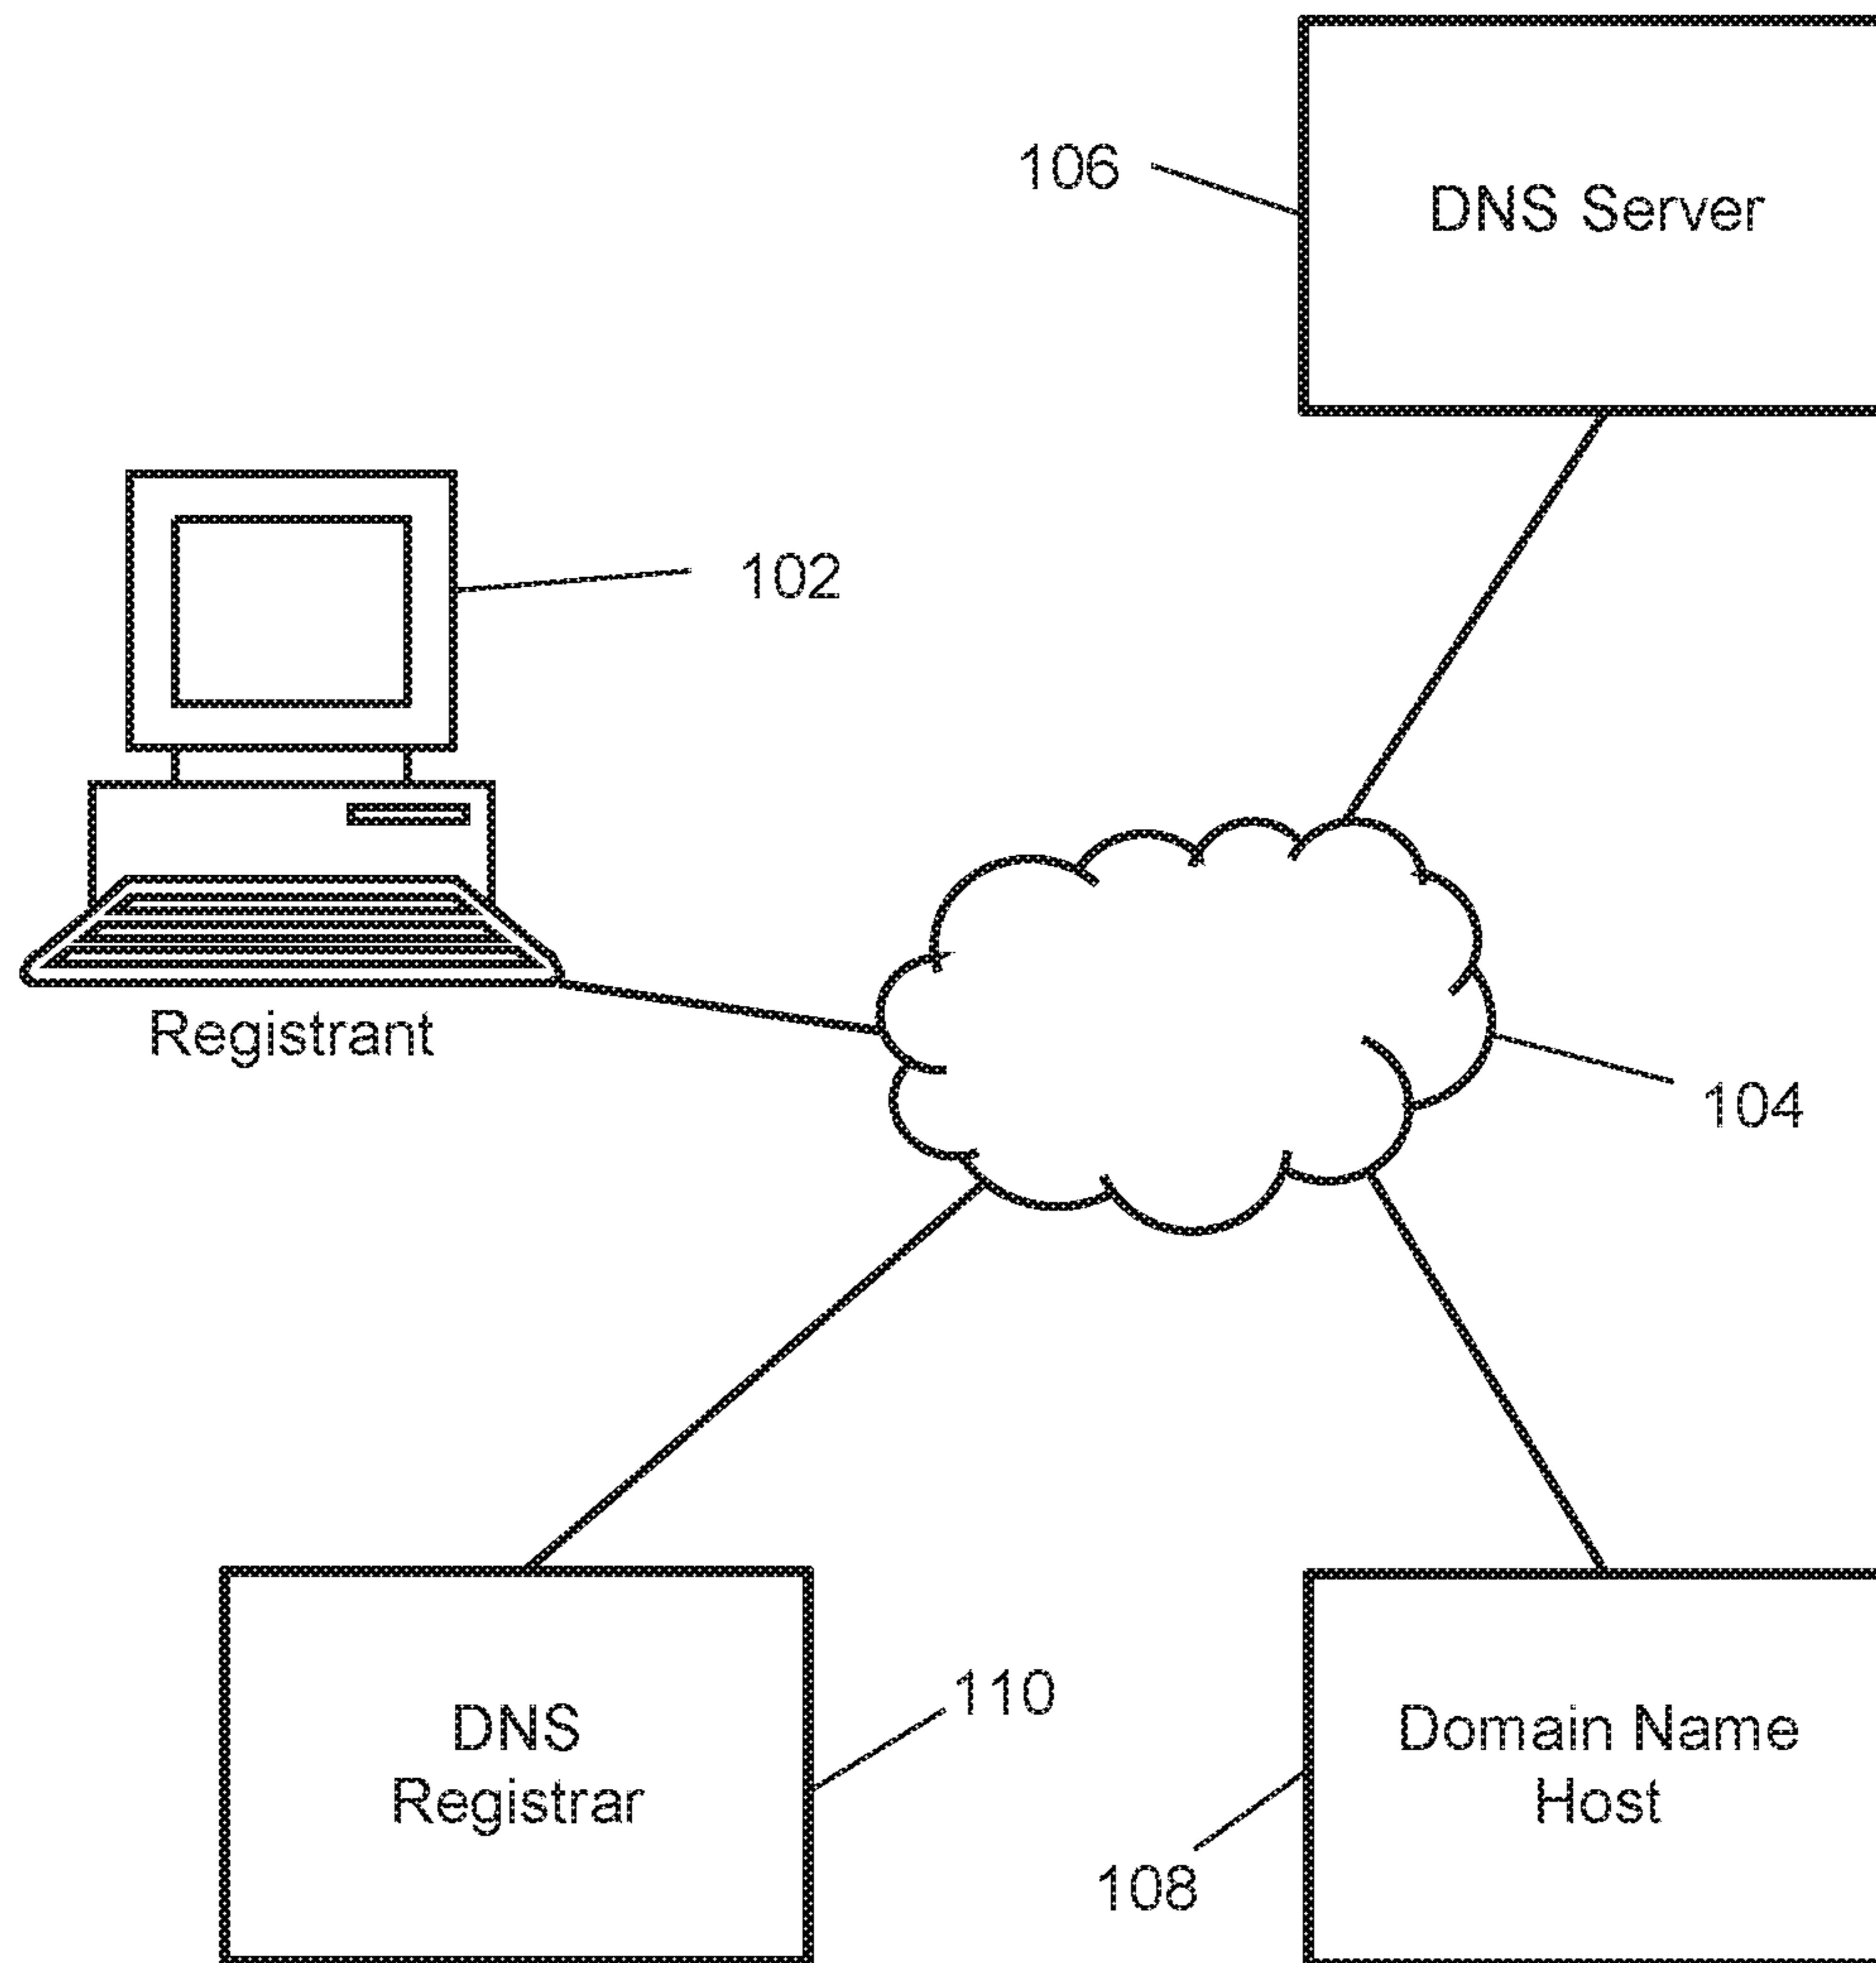 106
DNS Server
102
Registrant
104
DNS
Registrar
110
Domain Name
Host
108